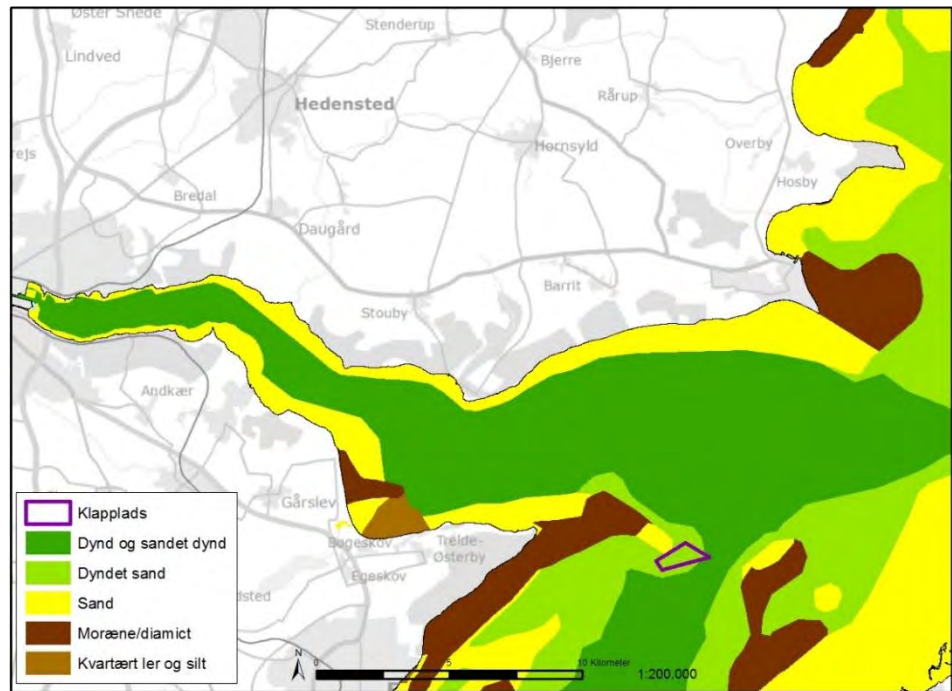 Øster Snede
Stenderup
Lindved
Bjerre
Hedensted
Rårup
Hornsyld
Overby
rejs
Hosby
Bredal
Daugård
Barrit
Stouby
Andkær
Gårslev
Bøgeskov
Trelde-
Østerby
Egeskov
dsted
Klapplads
Dynd og sandet dynd
Dyndet sand
Sand
Moræne/diamict
Kvartært ler og silt
N
0 5 10 Kilometer
1:200,000